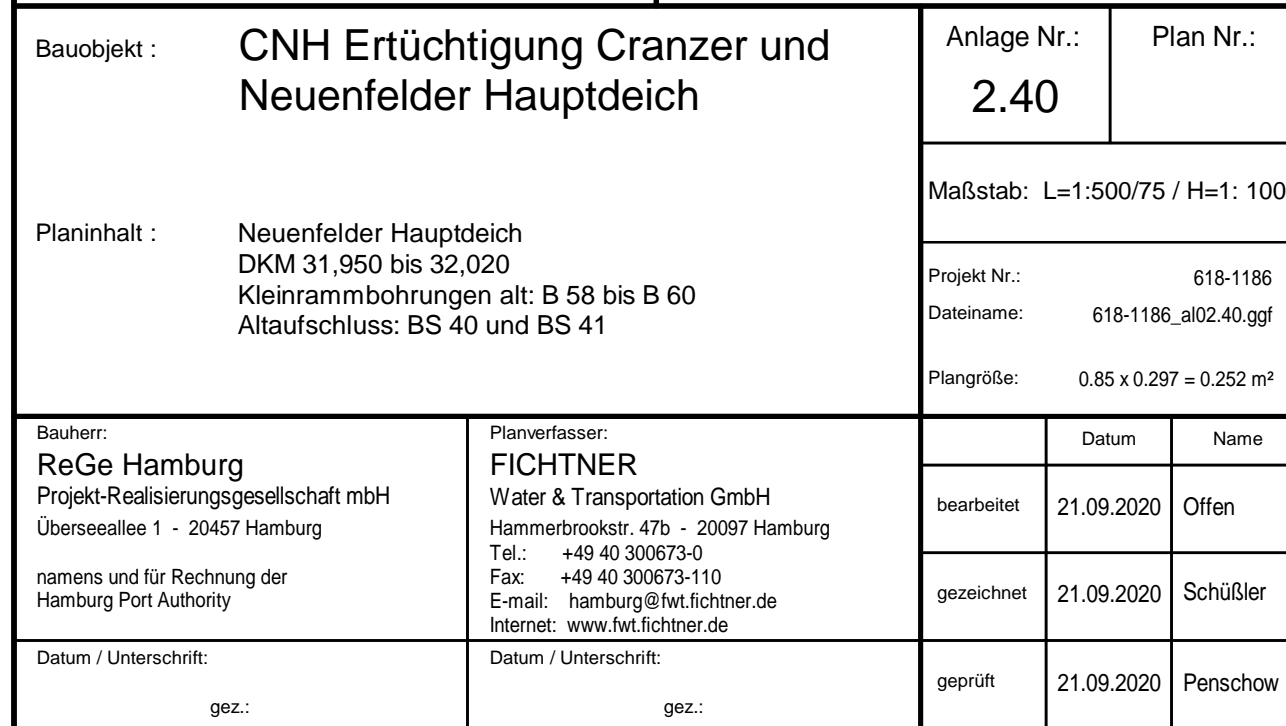 Bauobjekt :
CNH Ertüchtigung Cranzer und
Neuenfelder Hauptdeich
Planinhalt :
Neuenfelder Hauptdeich
DKM 31,950 bis 32,020
Kleinrammbohrungen alt: B 58 bis B 60
Altaufschluss: BS 40 und BS 41
Anlage Nr.:
2.40
Plan Nr.:
Maßstab: L=1:500/75 / H=1: 100
Projekt Nr.: 618-1186
Dateiname: 618-1186_al02.40.ggf
Plangröße: 0.85 x 0.297 = 0.252 m²
Bauherr:
ReGe Hamburg
Projekt-Realisierungsgesellschaft mbH
Überseeallee 1 - 20457 Hamburg
namens und für Rechnung der
Hamburg Port Authority
Planverfasser:
FICHTNER
Water & Transportation GmbH
Hammerbrookstr. 47b - 20097 Hamburg
Tel.: +49 40 300673-0
Fax: +49 40 300673-110
E-mail: hamburg@fwt.fichtner.de
Internet: www.fwt.fichtner.de
Datum Name
bearbeitet 21.09.2020 Offen
gezeichnet 21.09.2020 Schüßler
geprüft 21.09.2020 Penschow
Datum / Unterschrift:
gez.:
Datum / Unterschrift:
gez.: